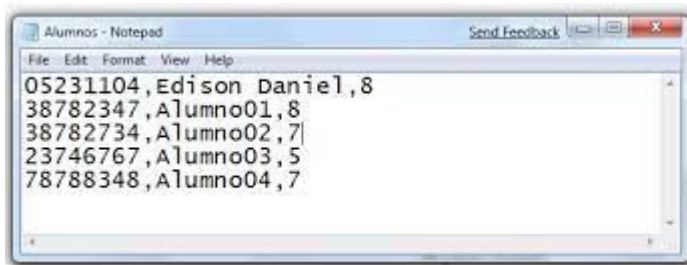 Alumnos - Notepad
Send Feedback
File Edit Format View Help
05231104,Edison Daniel,8
38782347,Alumno01,8
38782734,Alumno02,7
23746767,Alumno03,5
78788348,Alumno04,7